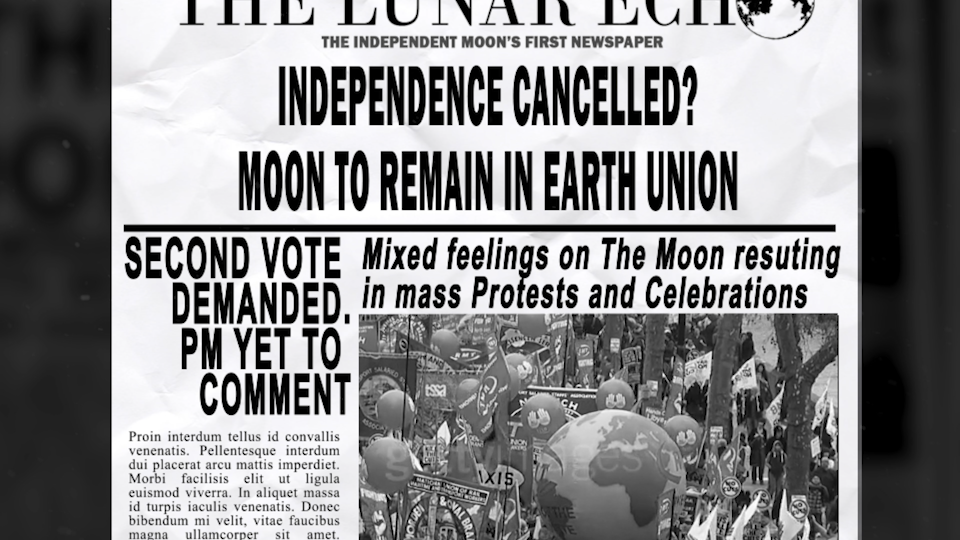 THE LUNAR ECHO
THE INDEPENDENT MOON'S FIRST NEWSPAPER
INDEPENDENCE CANCELLED?
MOON TO REMAIN IN EARTH UNION
SECOND VOTE
DEMANDED.
PM YET TO
COMMENT
Mixed feelings on The Moon resuting
in mass Protests and Celebrations
Proin interdum tellus id convallis
venenatis. Pellentesque interdum
dui placerat arcu mattis imperdiet.
Morbi facilisis elit ut ligula
euismod viverra. In aliquet massa
id turpis iaculis venenatis. Donec
bibendum mi velit, vitae faucibus
magna ullamcorper sit amet.
AXIS